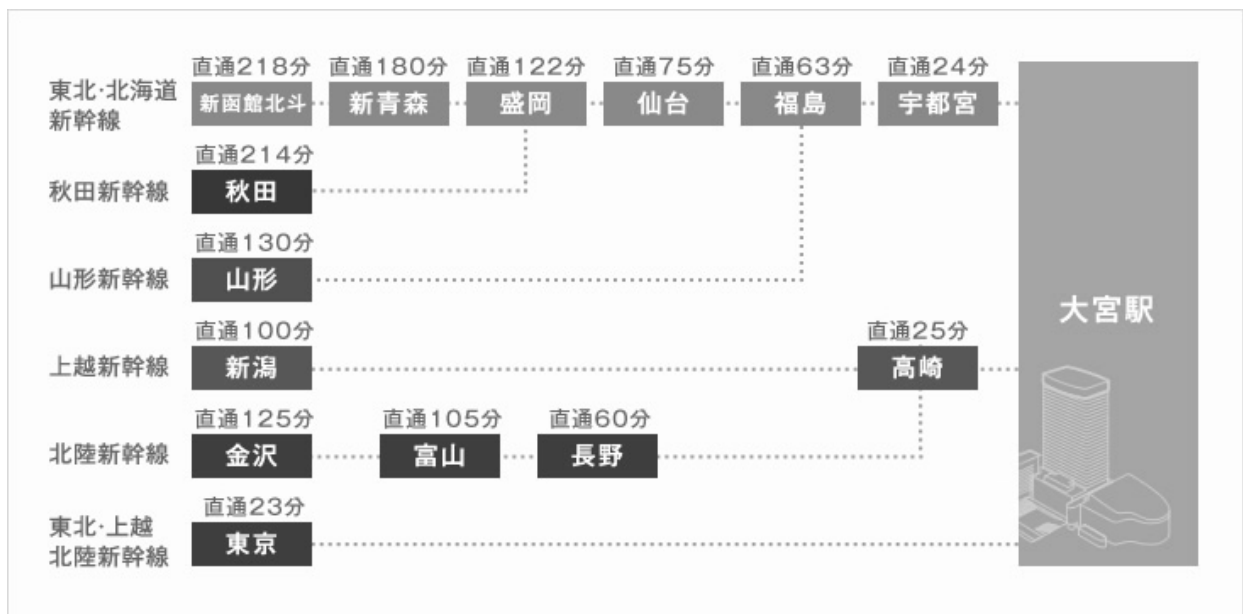 直通218分 直通180分 直通122分 直通75分 直通63分 直通24分
東北·北海道
新幹線
新函館北斗 新青森 盛岡 仙台 福島 宇都宮
直通214分
秋田新幹線 秋田
直通130分
山形新幹線 山形
大宮駅
直通100分 直通25分
上越新幹線 新潟 高崎
直通125分 直通105分 直通60分
北陸新幹線 金沢 富山 長野
直通23分
東北·上越
北陸新幹線
東京